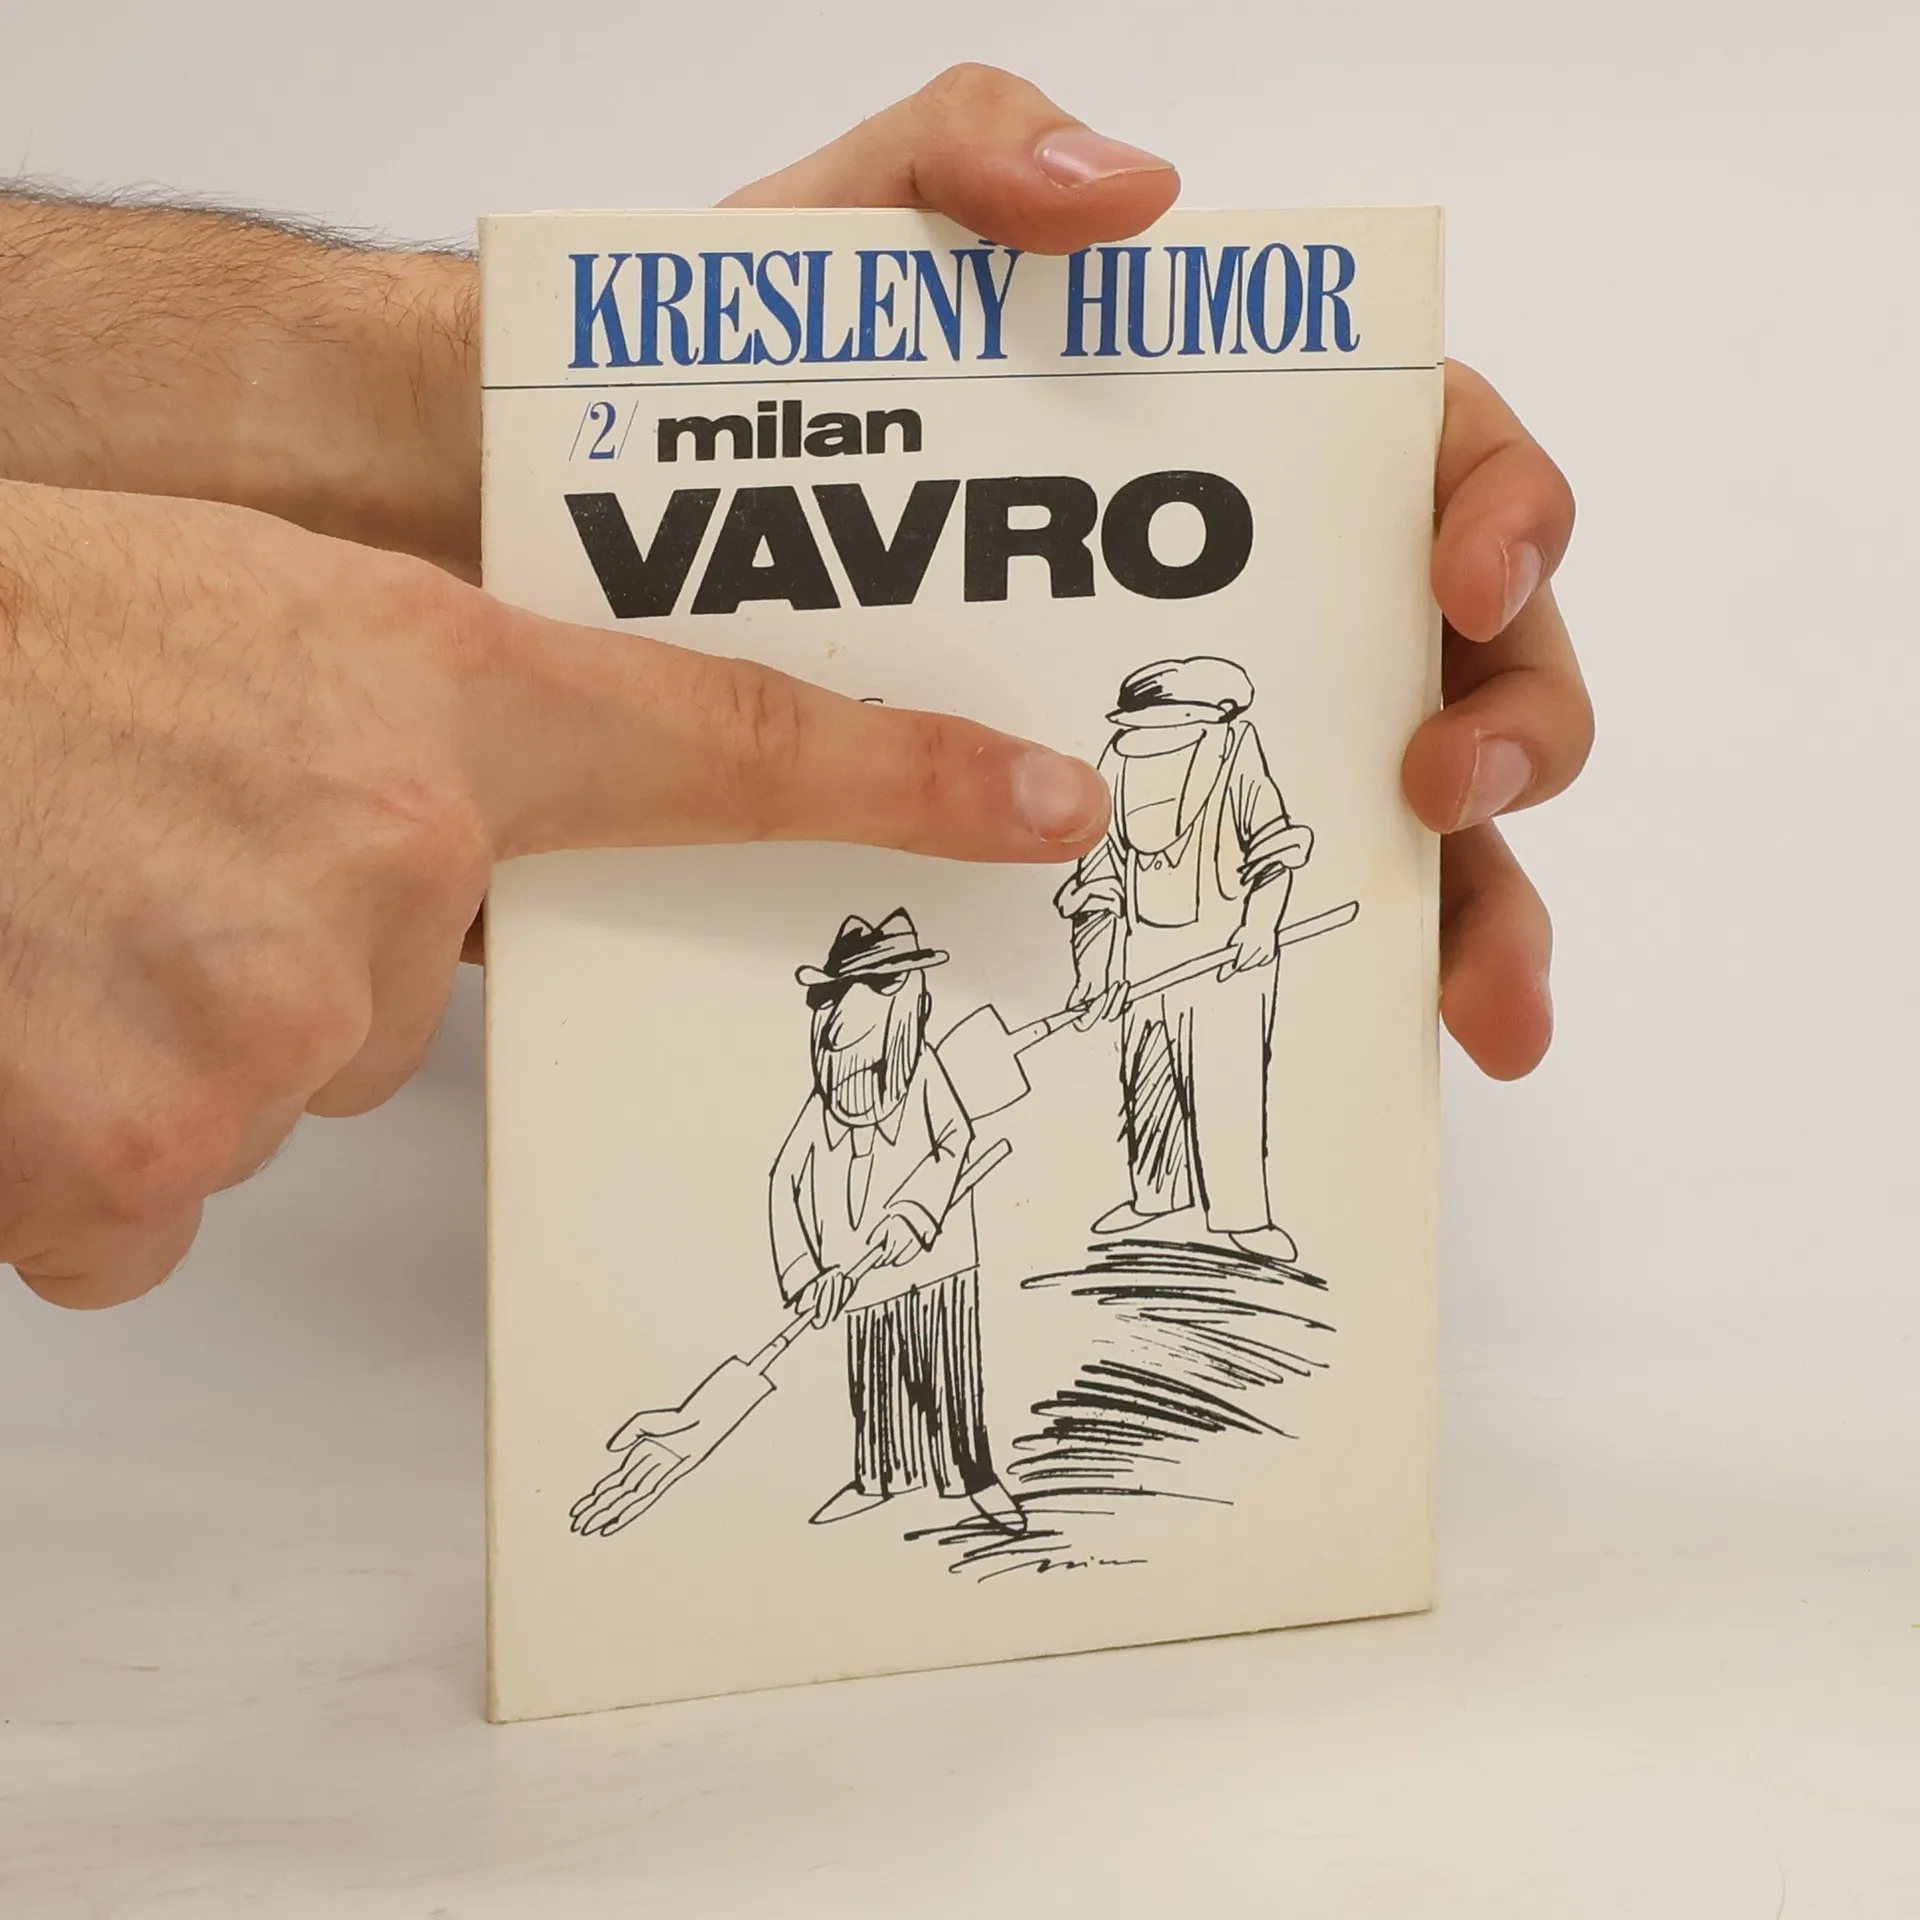 KRESLENÝ HUMOR
/2/ milan
VAVRO